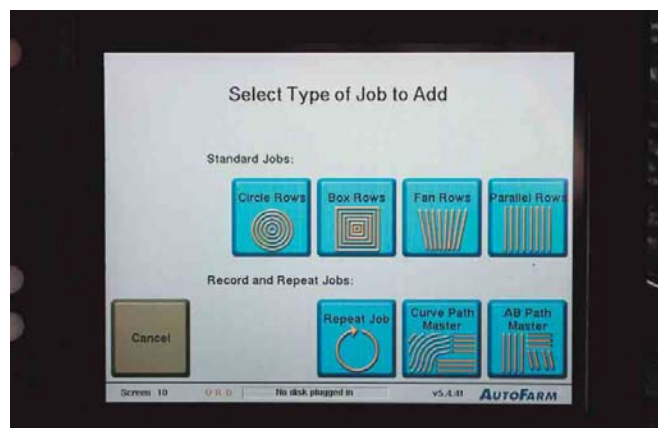 Select Type of Job to Add
Standard Jobs:
Circle Rows
Box Rows
Fan Rows
Parallel Rows
Record and Repeat Jobs:
Cancel
Repeat Job
Curve Path
Master
AB Path
Master
Screen 10
U R D
No disk plugged in
v5.4.41
AUTOFARM